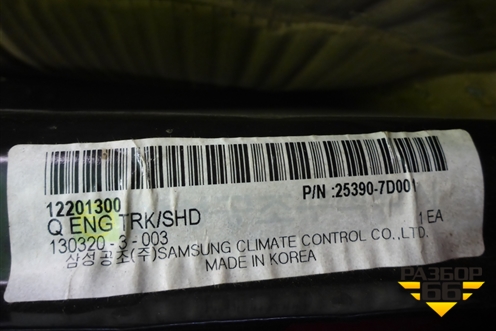 12201300
P/N :25390-7D001
Q ENG TRK/SHD
1 EA
130320 - 3 - 003
삼성공조(주)SAMSUNG CLIMATE CONTROL CO.,LTD.
MADE IN KOREA
РАЗБОР
66